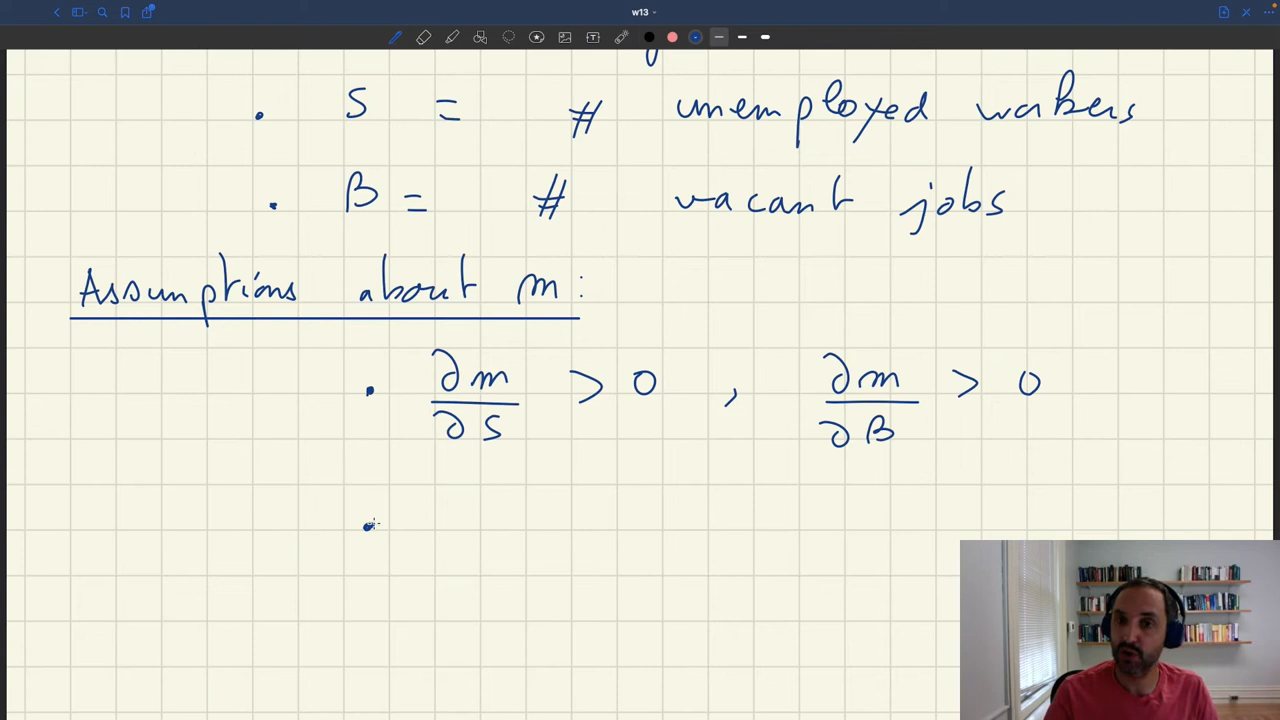 w13
. S = # unemployed workers
. B = # vacant jobs
Assumptions about m:
. ∂m/∂S > 0 , ∂m/∂B > 0
.